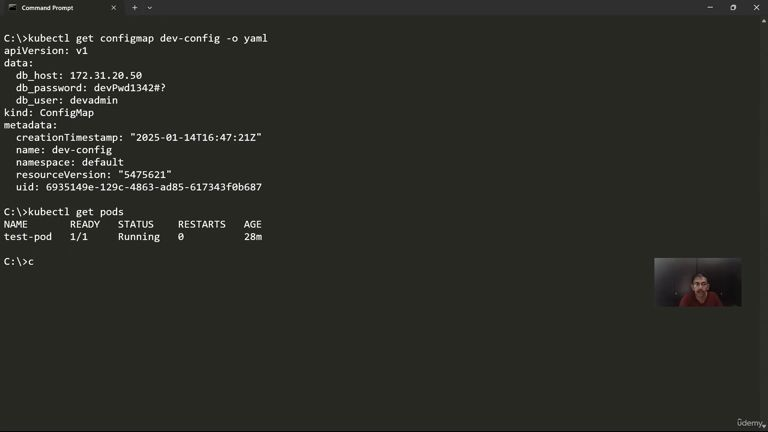 Command Prompt
C:\>kubectl get configmap dev-config -o yaml
apiVersion: v1
data:
  db_host: 172.31.20.50
  db_password: devPwd1342#?
  db_user: devadmin
kind: ConfigMap
metadata:
  creationTimestamp: "2025-01-14T16:47:21Z"
  name: dev-config
  namespace: default
  resourceVersion: "5475621"
  uid: 6935149e-129c-4863-ad85-617343f0b687
C:\>kubectl get pods
NAME       READY   STATUS    RESTARTS   AGE
test-pod   1/1     Running   0          28m
C:\>c
ûdemy